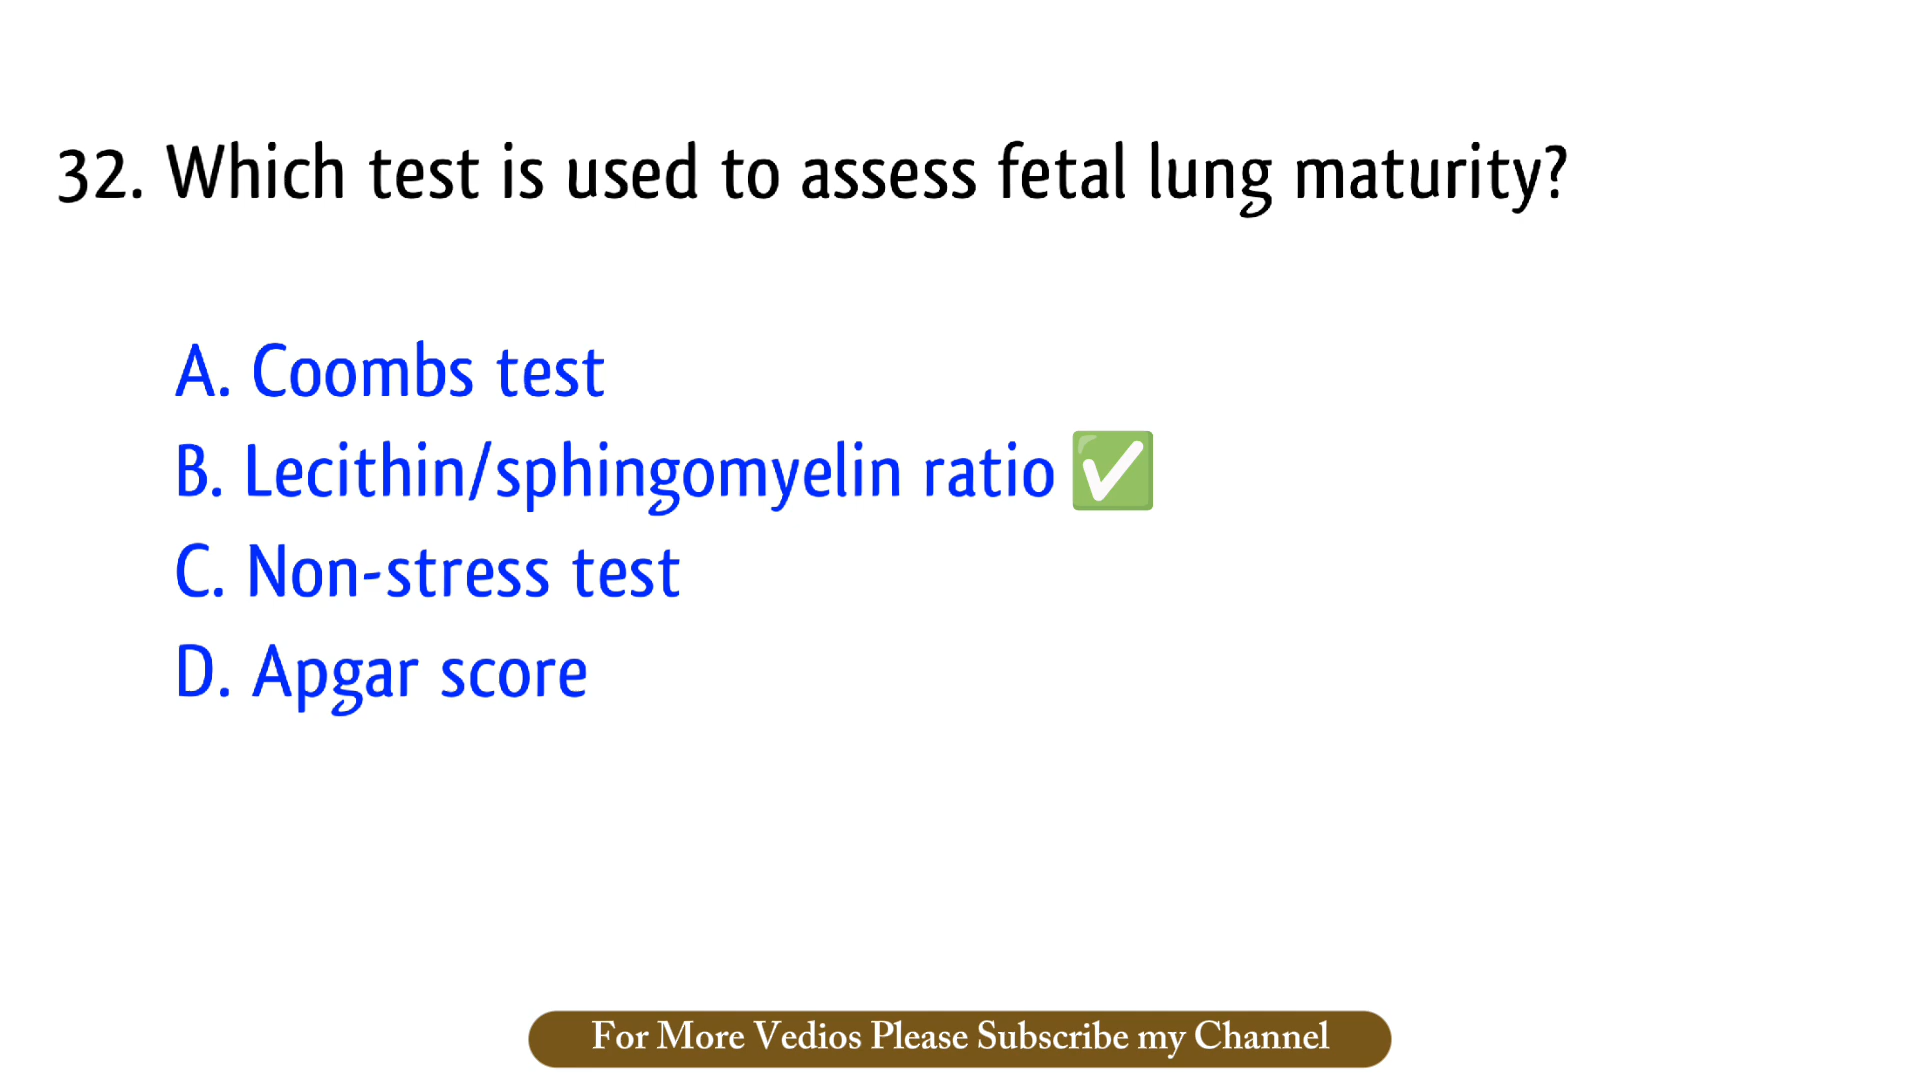 32. Which test is used to assess fetal lung maturity?
A. Coombs test
B. Lecithin/sphingomyelin ratio ✅
C. Non-stress test
D. Apgar score
For More Vedios Please Subscribe my Channel